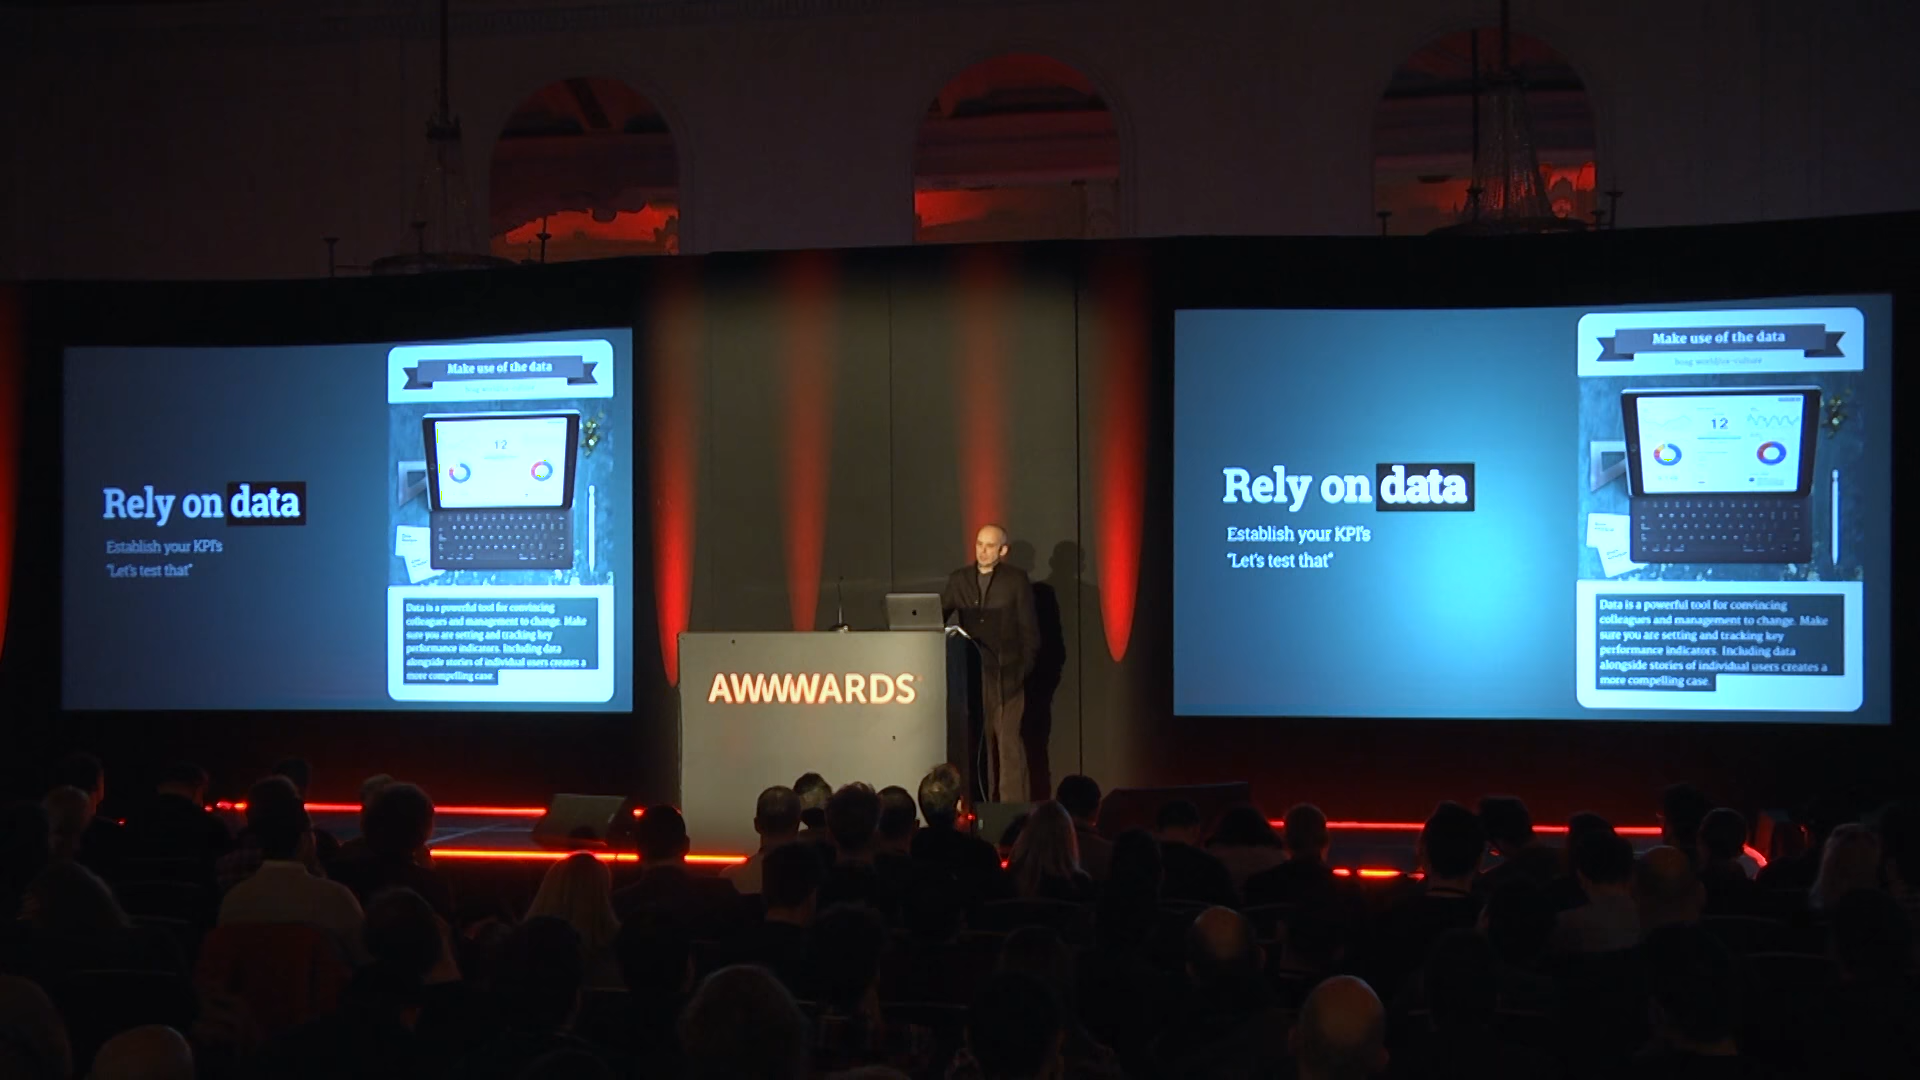 Make use of the data
12
Rely on data
Establish your KPI's
"Let's test that"
Data is a powerful tool for convincing
colleagues and management to change. Make
sure you are setting and tracking key
performance indicators. Including data
alongside stories of individual users creates a
more compelling case.
AWWWARDS
Make use of the data
12
Rely on data
Establish your KPI's
"Let's test that"
Data is a powerful tool for convincing
colleagues and management to change. Make
sure you are setting and tracking key
performance indicators. Including data
alongside stories of individual users creates a
more compelling case.